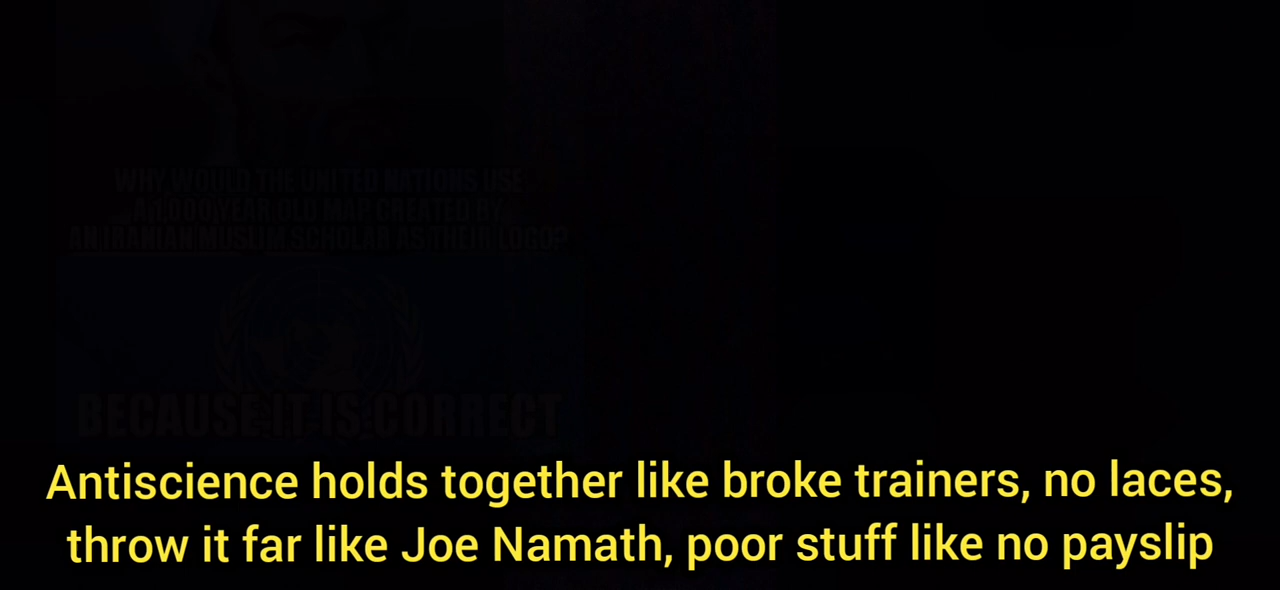 WHY WOULD THE UNITED NATIONS USE
AN 1,000 YEAR OLD MAP CREATED BY
AN IRANIAN MUSLIM SCHOLAR AS THEIR LOGO?
BECAUSE IT IS CORRECT
Antiscience holds together like broke trainers, no laces,
throw it far like Joe Namath, poor stuff like no payslip